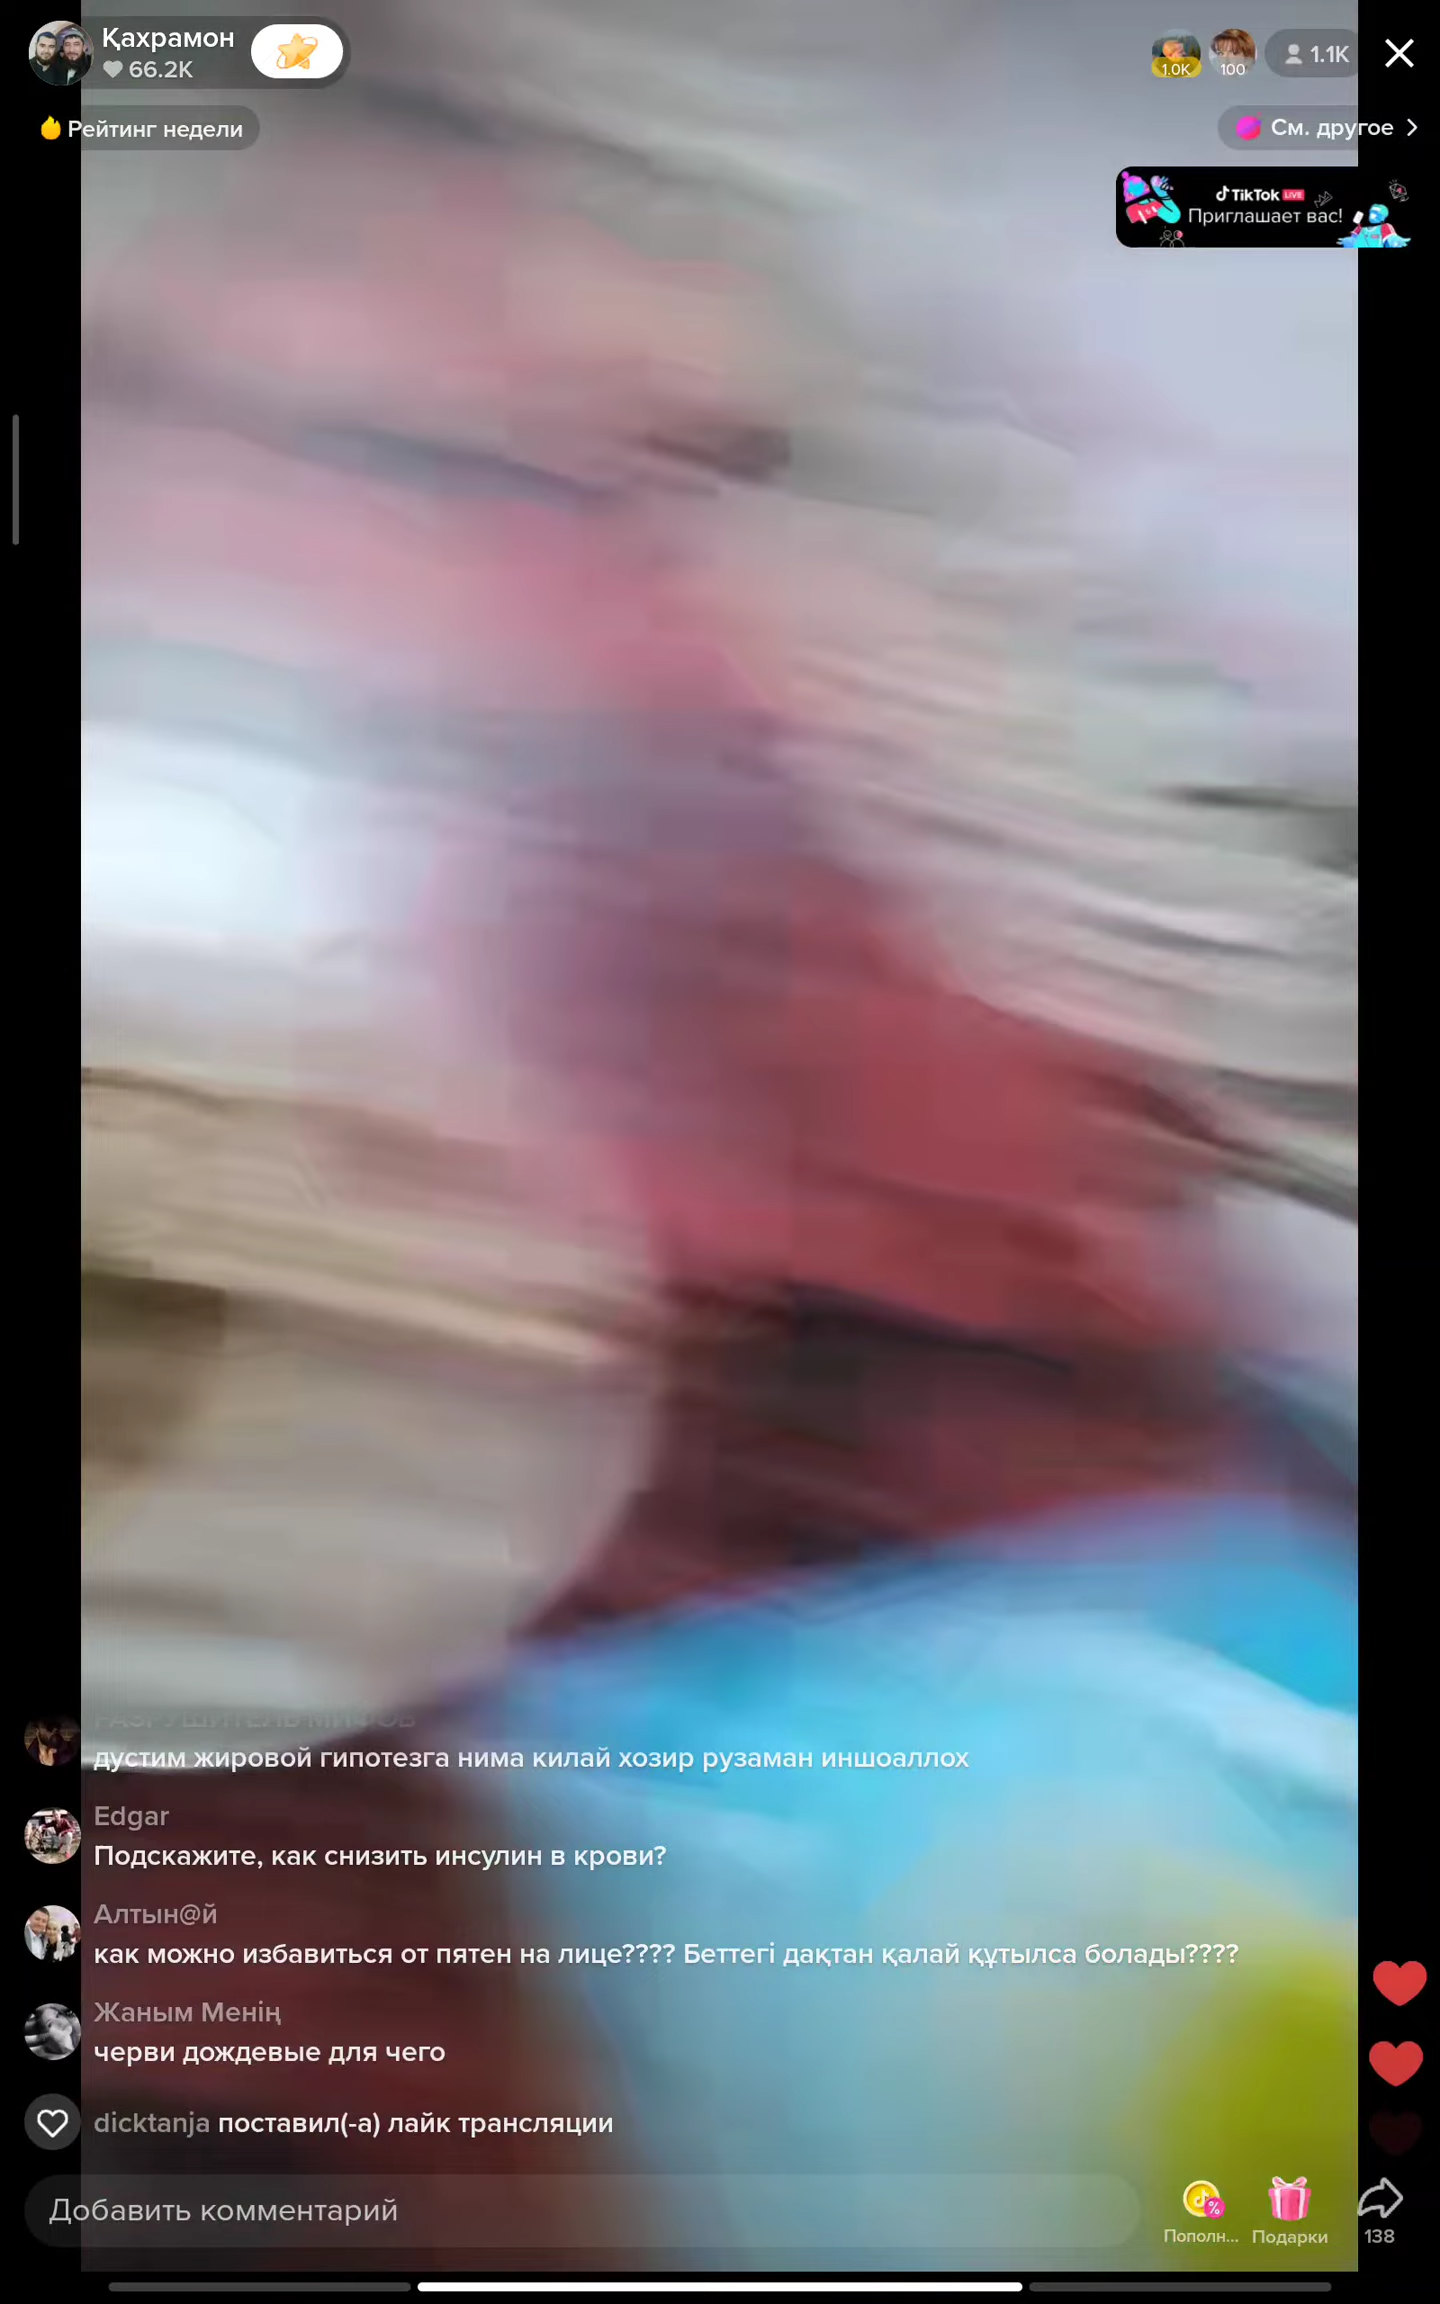 Қахрамон
66.2K
1.0K
100
1.1K
Рейтинг недели
См. другое
TikTok LIVE
Приглашает вас!
РАЗРУШИТЕЛЬ МИФОВ
дустим жировой гипотезга нима килай хозир рузаман иншоаллох
Edgar
Подскажите, как снизить инсулин в крови?
Алтын@й
как можно избавиться от пятен на лице???? Беттегі дақтан қалай құтылса болады????
Жаным Менің
черви дождевые для чего
dicktanja поставил(-а) лайк трансляции
Добавить комментарий
Пополн...
Подарки
138